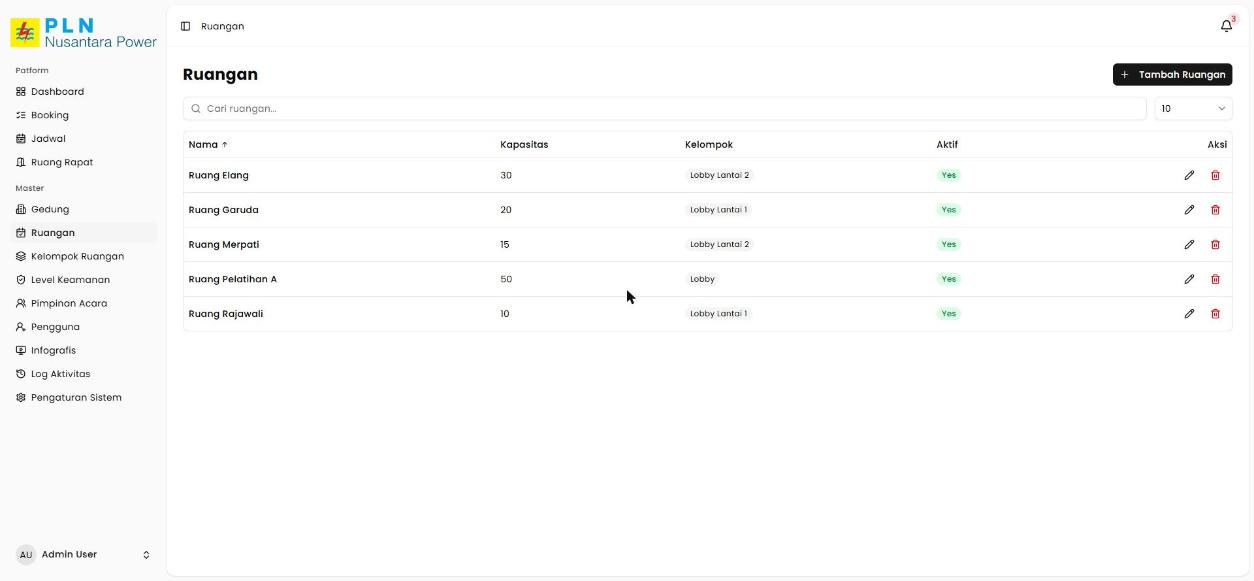 PLN
Nusantara Power
Ruangan
3
Patform
Dashboard
Booking
Jadwal
Ruang Rapat
Master
Gedung
Ruangan
Kelompok Ruangan
Level Keamanan
Pimpinan Acara
Pengguna
Infografis
Log Aktivitas
Pengaturan Sistem
AU Admin User
Ruangan
+ Tambah Ruangan
Cari ruangan...
10
Nama ↑ Kapasitas Kelompok Aktif Aksi
Ruang Elang 30 Lobby Lantai 2 Yes
Ruang Garuda 20 Lobby Lantai 1 Yes
Ruang Merpati 15 Lobby Lantai 2 Yes
Ruang Pelatihan A 50 Lobby Yes
Ruang Rajawali 10 Lobby Lantai 1 Yes